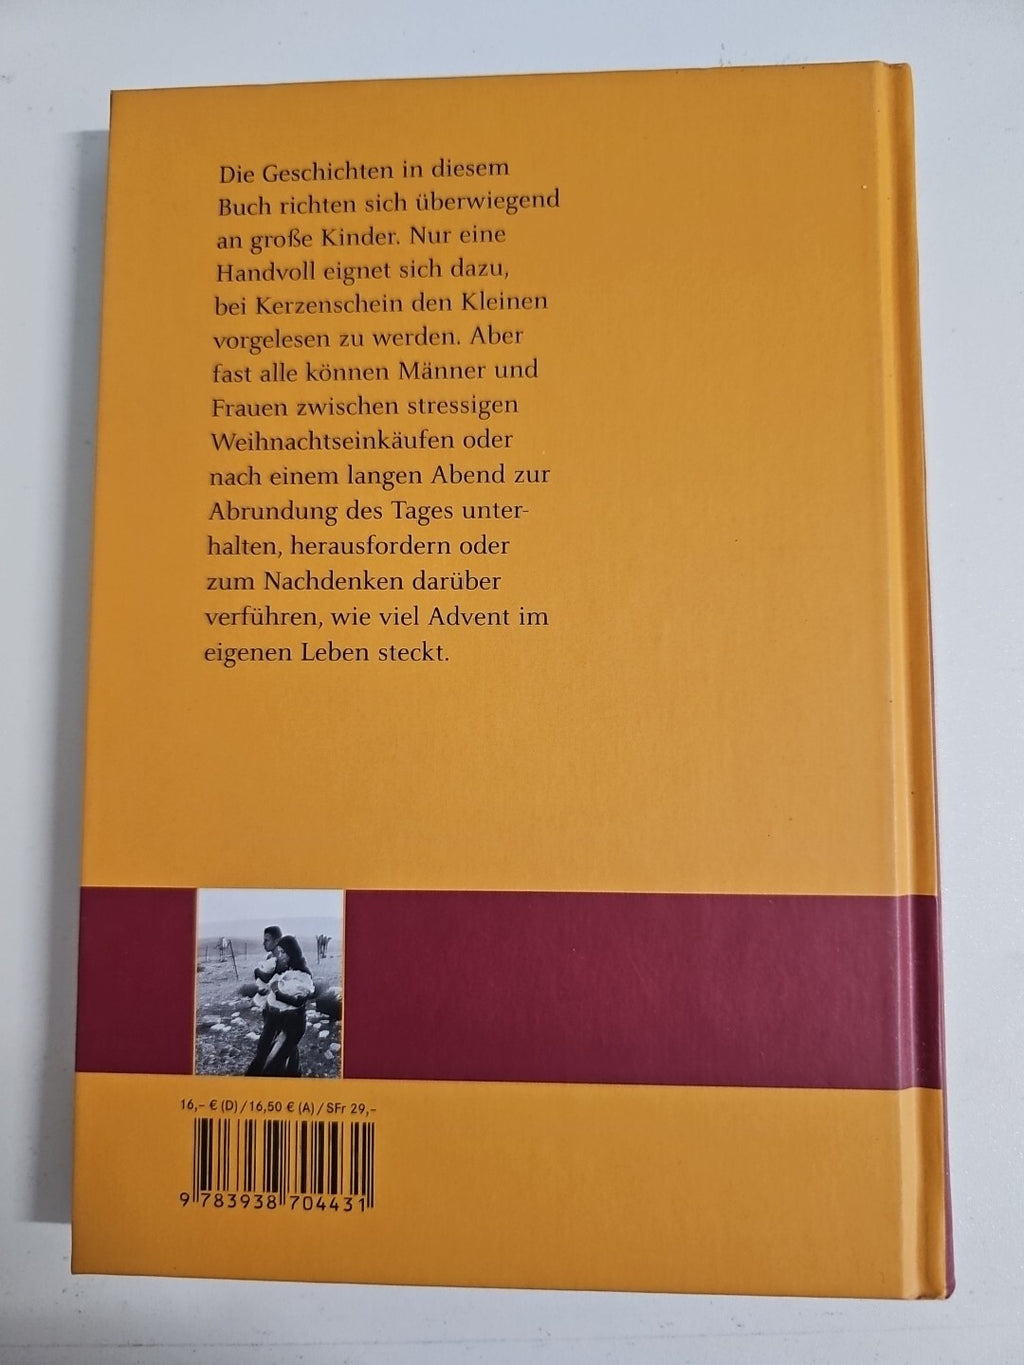 Die Geschichten in diesem
Buch richten sich überwiegend
an große Kinder. Nur eine
Handvoll eignet sich dazu,
bei Kerzenschein den Kleinen
vorgelesen zu werden. Aber
fast alle können Männer und
Frauen zwischen stressigen
Weihnachtseinkäufen oder
nach einem langen Abend zur
Abrundung des Tages unter-
halten, herausfordern oder
zum Nachdenken darüber
verführen, wie viel Advent im
eigenen Leben steckt.
16,– € (D) / 16,50 € (A) / SFr 29,–
9 783938 704431